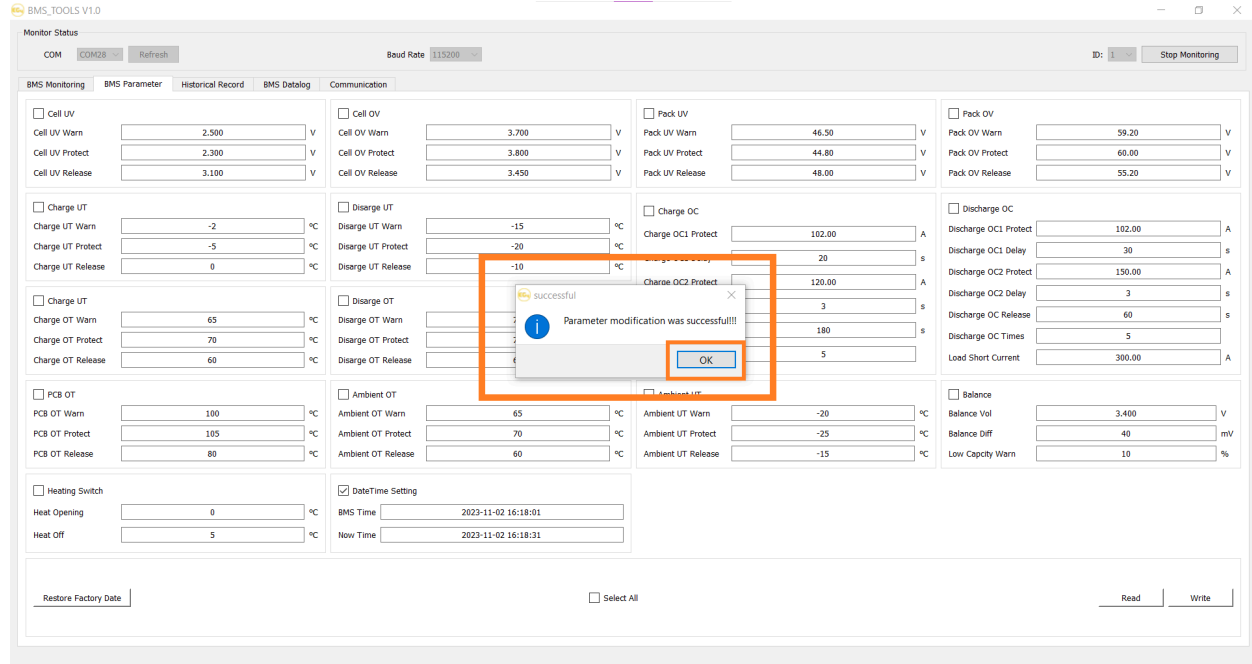 BMS_TOOLS V1.0
Monitor Status
COM COM28 Refresh Baud Rate 115200 ID: 1 Stop Monitoring
BMS Monitoring BMS Parameter Historical Record BMS Datalog Communication
Cell UV
Cell UV Warn 2.500 V
Cell UV Protect 2.300 V
Cell UV Release 3.100 V
Cell OV
Cell OV Warn 3.700 V
Cell OV Protect 3.800 V
Cell OV Release 3.450 V
Pack UV
Pack UV Warn 46.50 V
Pack UV Protect 44.80 V
Pack UV Release 48.00 V
Pack OV
Pack OV Warn 59.20 V
Pack OV Protect 60.00 V
Pack OV Release 55.20 V
Charge UT
Charge UT Warn -2 ºC
Charge UT Protect -5 ºC
Charge UT Release 0 ºC
Disarge UT
Disarge UT Warn -15 ºC
Disarge UT Protect -20 ºC
Disarge UT Release -10 ºC
Charge OC
Charge OC1 Protect 102.00 A
20 s
Charge OC2 Protect 120.00 A
3 s
180 s
5
Discharge OC
Discharge OC1 Protect 102.00 A
Discharge OC1 Delay 30 s
Discharge OC2 Protect 150.00 A
Discharge OC2 Delay 3 s
Discharge OC Release 60 s
Discharge OC Times 5
Load Short Current 300.00 A
Charge UT
Charge OT Warn 65 ºC
Charge OT Protect 70 ºC
Charge OT Release 60 ºC
Disarge OT
Disarge OT Warn
Disarge OT Protect
Disarge OT Release
successful
Parameter modification was successful!!!
OK
PCB OT
PCB OT Warn 100 ºC
PCB OT Protect 105 ºC
PCB OT Release 80 ºC
Ambient OT
Ambient OT Warn 65 ºC
Ambient OT Protect 70 ºC
Ambient OT Release 60 ºC
Ambient UT
Ambient UT Warn -20 ºC
Ambient UT Protect -25 ºC
Ambient UT Release -15 ºC
Balance
Balance Vol 3.400 V
Balance Diff 40 mV
Low Capcity Warn 10 %
Heating Switch
Heat Opening 0 ºC
Heat Off 5 ºC
DateTime Setting
BMS Time 2023-11-02 16:18:01
Now Time 2023-11-02 16:18:31
Restore Factory Date Select All Read Write